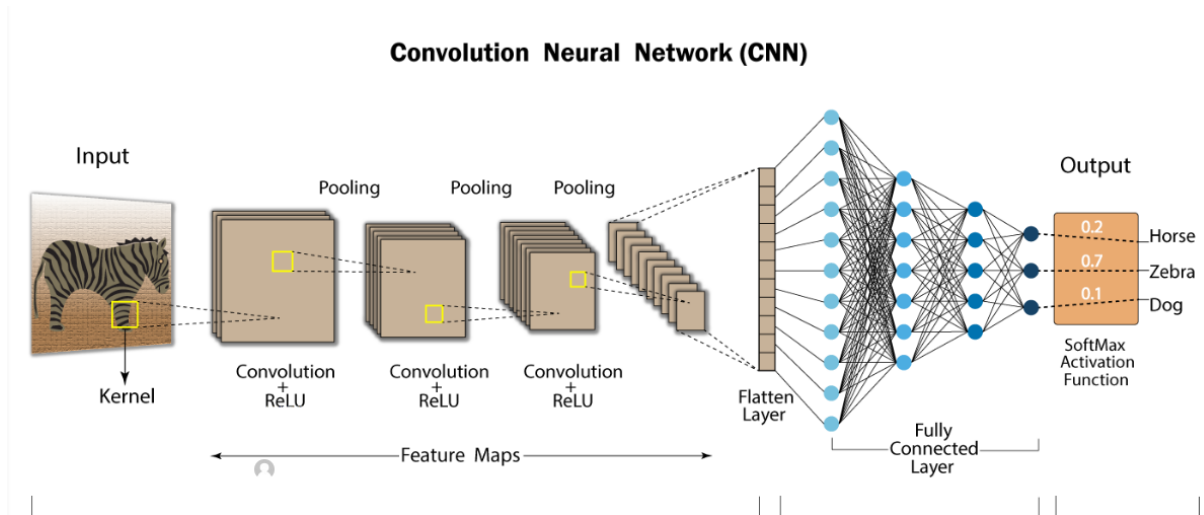 Convolution Neural Network (CNN)
Input
Pooling
Pooling
Pooling
Output
0.2
Horse
0.7
Zebra
0.1
Dog
Kernel
Convolution
+
ReLU
Convolution
+
ReLU
Convolution
+
ReLU
Flatten
Layer
SoftMax
Activation
Function
Feature Maps
Fully
Connected
Layer